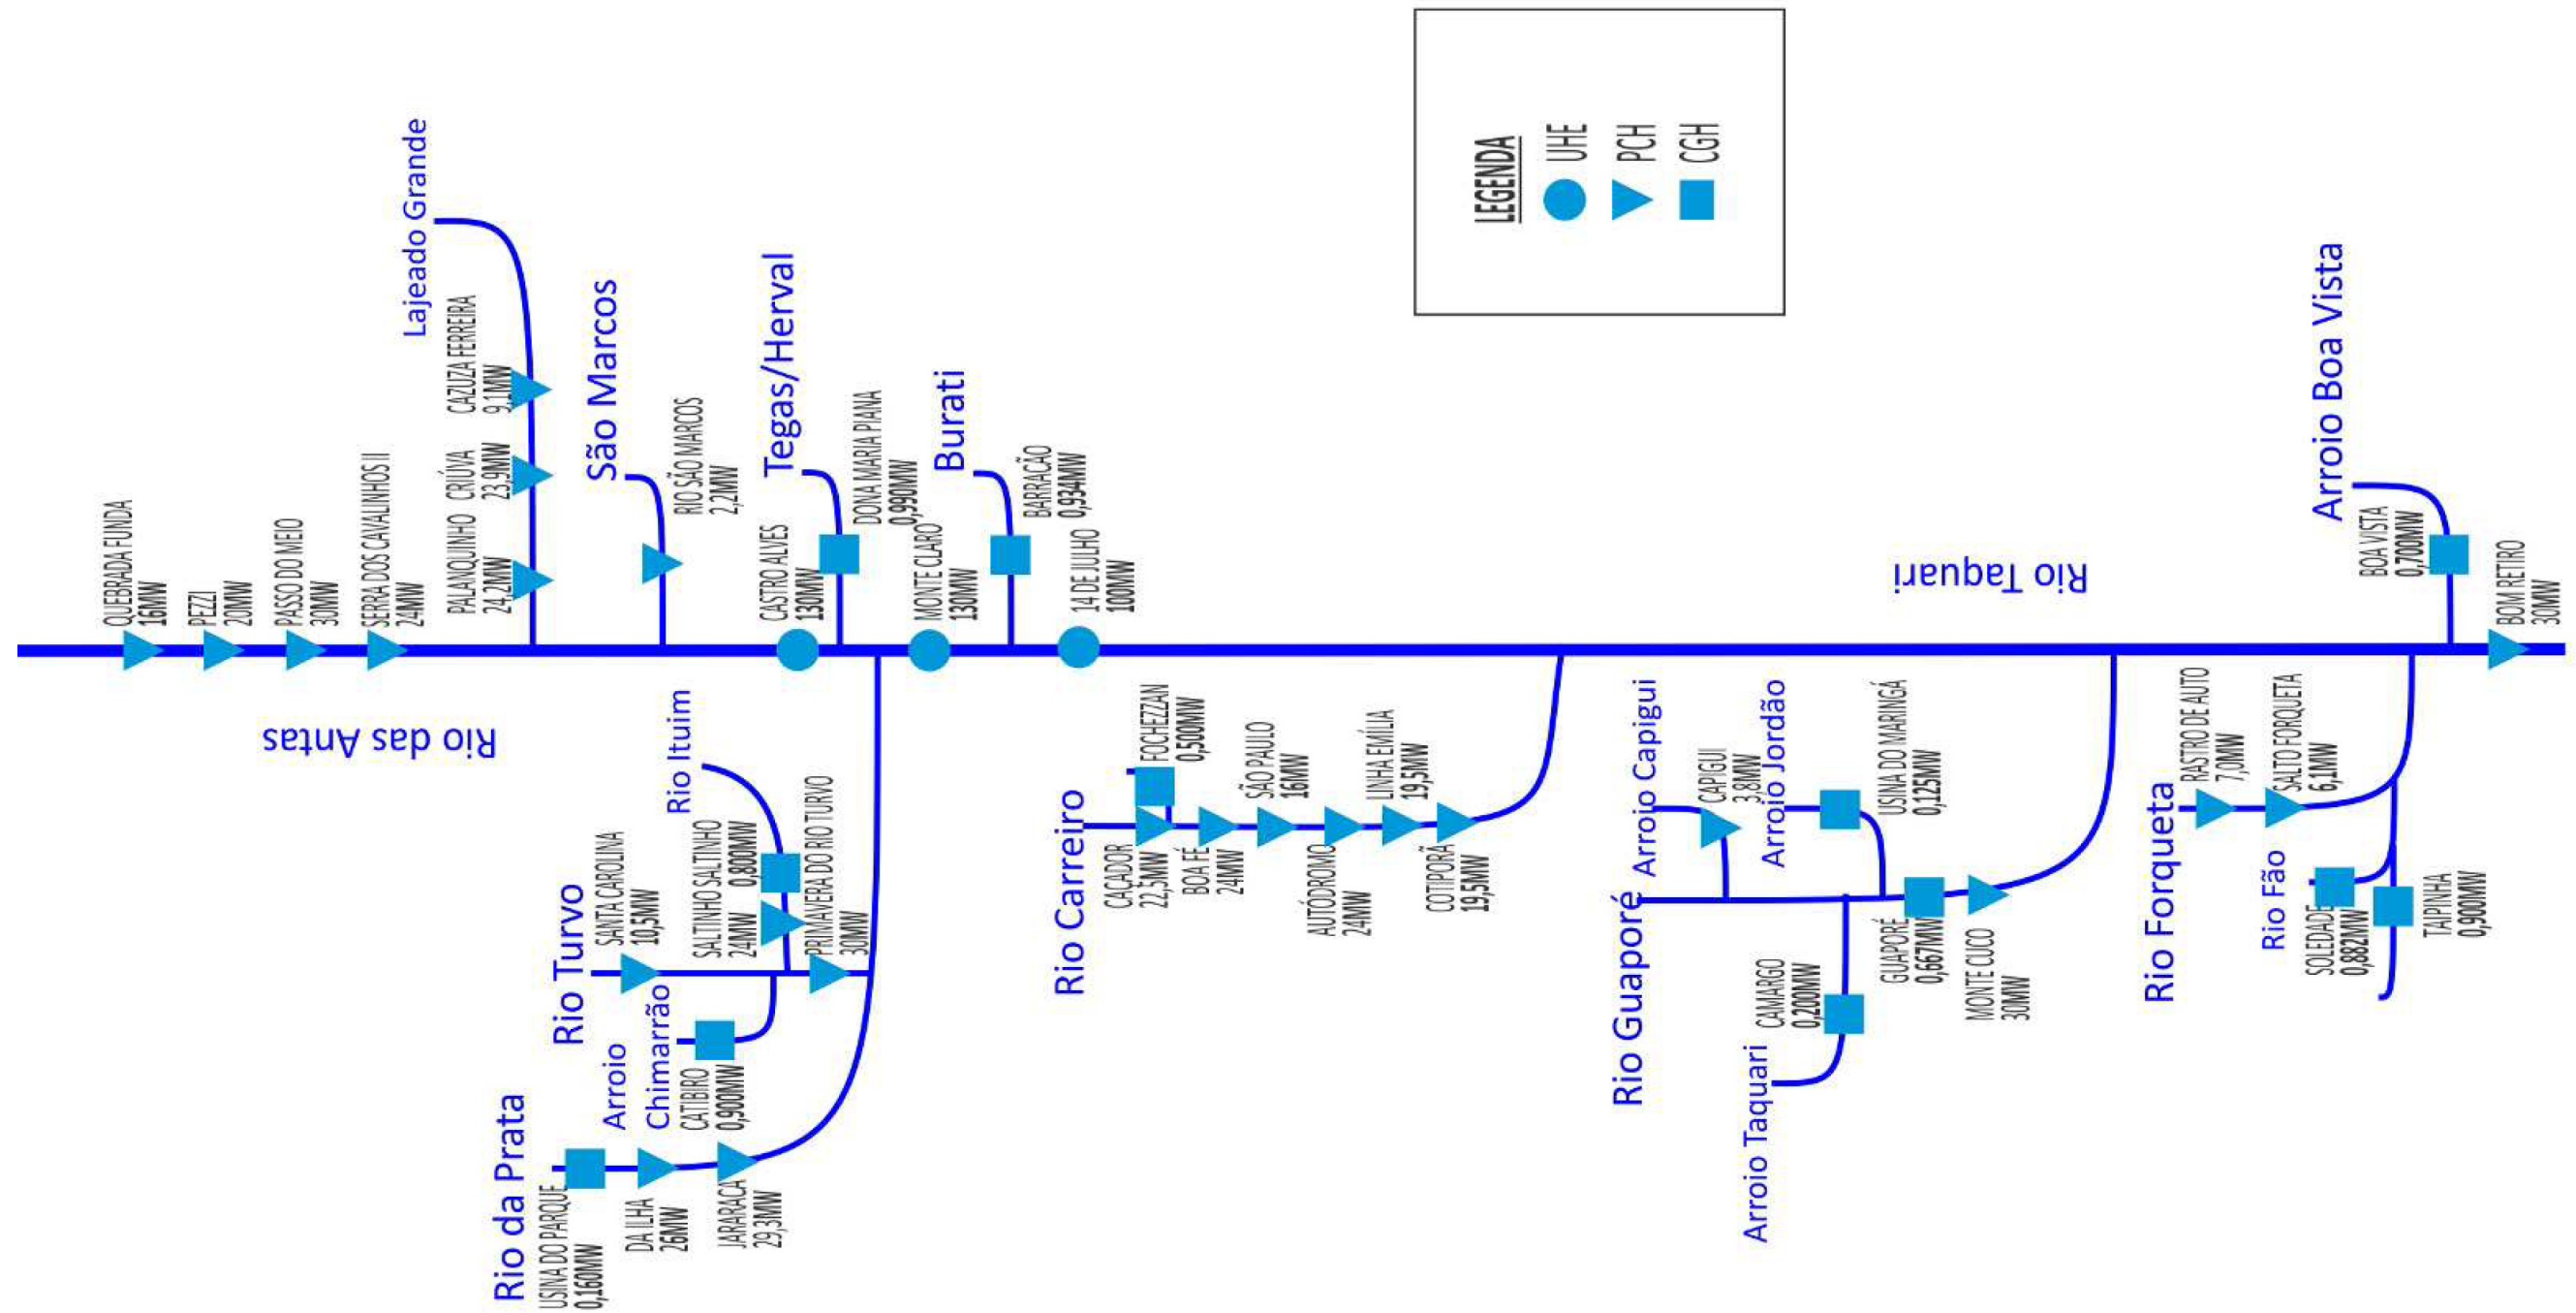 Rio das Antas
QUEBRADA FUNDA
16MW
PEZZI
20MW
PASSO DO MEIO
30MW
SERRA DOS CAVALINHOS II
24MW
Lajeado Grande
CAZUZA FERREIRA
9.1MW
CRIÚVA
23,9MW
PALANQUINHO
24,2MW
São Marcos
RIO SÃO MARCOS
2,2MW
CASTRO ALVES
130MW
Tegas/Herval
DONA MARIA PIANA
0,990MW
MONTE CLARO
130MW
Burati
BARRACÃO
0,934MW
14 DE JULHO
100MW
Rio da Prata
USINA DO PARQUE
0,160MW
DA ILHA
26MW
JARARACA
29,3MW
Rio Turvo
SANTA CAROLINA
10,5MW
Arroio
Chimarrão
CATIBIRO
0,900MW
Rio Ituim
SALTINHO SALTINHO
24MW 0,800MW
PRIMAVERA DO RIO TURVO
30MW
Rio Carreiro
CAÇADOR
22,5MW
FOCHEZZAN
0,500MW
BOA FÉ
24MW
SÃO PAULO
16MW
AUTÓDROMO
24MW
LINHA EMÍLIA
19,5MW
COTIPORÃ
19,5MW
Rio Taquari
Rio Guaporé
Arroio Capigui
CAPIGUI
3,8MW
Arroio Jordão
USINA DO MARINGÁ
0,125MW
Arroio Taquari
CAMARGO
0,200MW
GUAPORÉ
0,667MW
MONTE CUCO
30MW
Rio Forqueta
RASTRO DE AUTO
7,0MW
SALTO FORQUETA
6,1MW
Rio Fão
SOLEDADE
0,882MW
TAIPINHA
0,900MW
Arroio Boa Vista
BOA VISTA
0,700MW
BOM RETIRO
30MW
LEGENDA
UHE
PCH
CGH